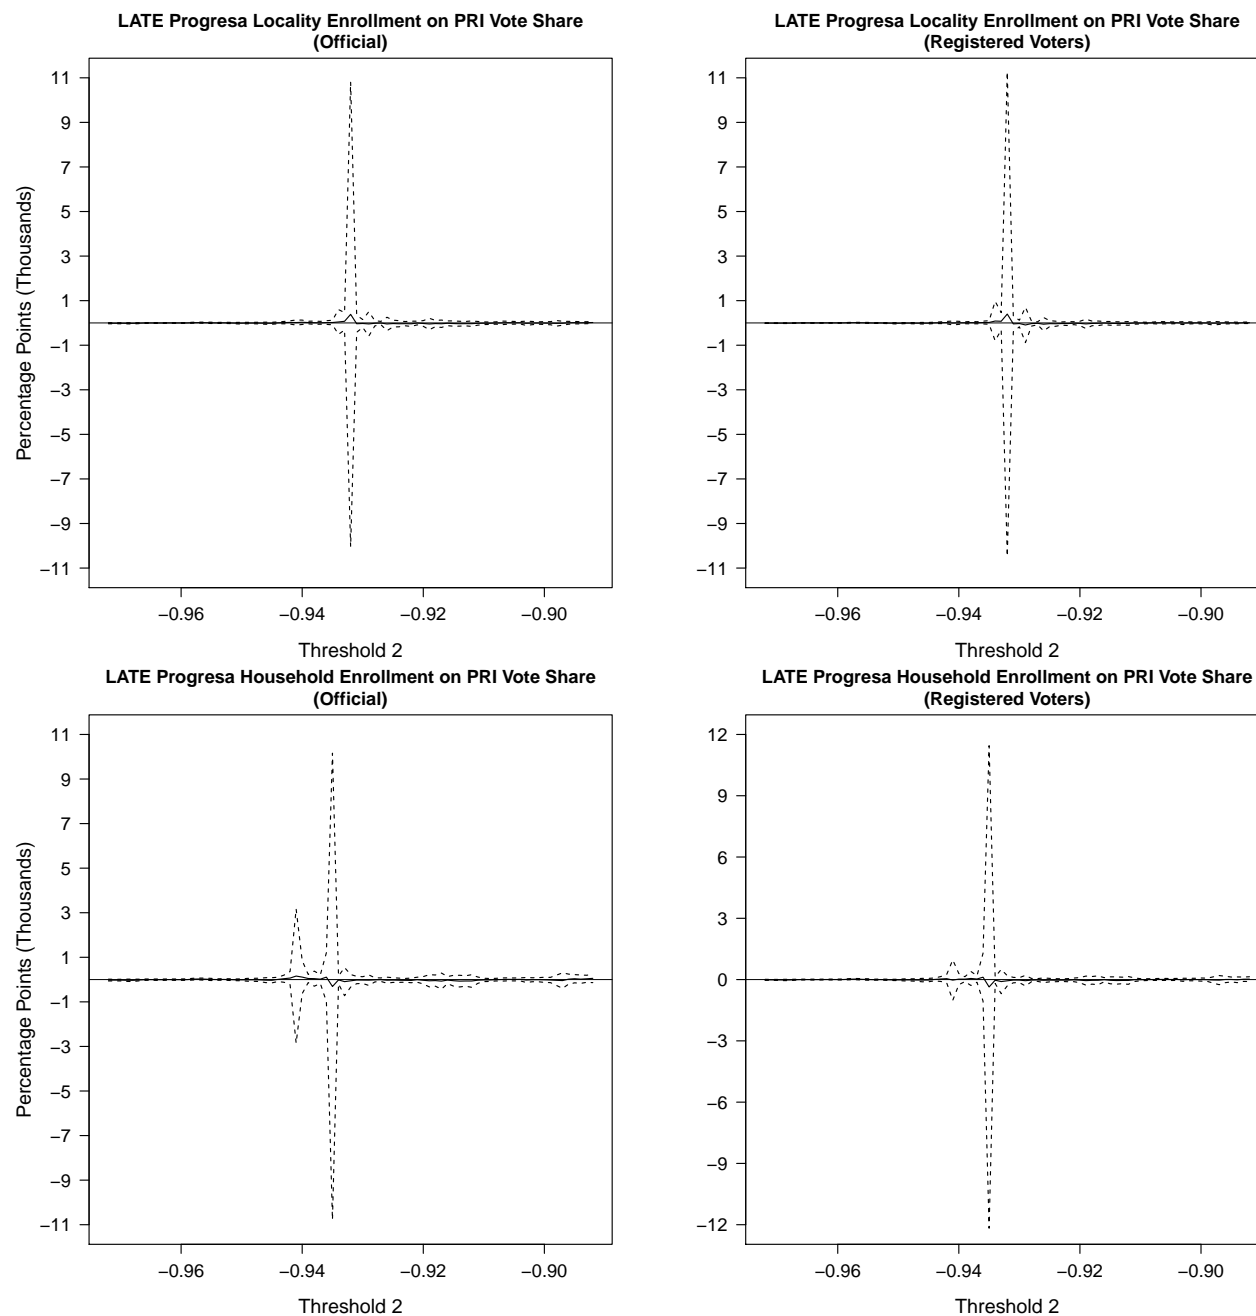 LATE Progresa Locality Enrollment on PRI Vote Share
(Official)
Percentage Points (Thousands)
11
9
7
5
3
1
−1
−3
−5
−7
−9
−11
−0.96 −0.94 −0.92 −0.90
Threshold 2
LATE Progresa Locality Enrollment on PRI Vote Share
(Registered Voters)
11
9
7
5
3
1
−1
−3
−5
−7
−9
−11
−0.96 −0.94 −0.92 −0.90
Threshold 2
LATE Progresa Household Enrollment on PRI Vote Share
(Official)
Percentage Points (Thousands)
11
9
7
5
3
1
−1
−3
−5
−7
−9
−11
−0.96 −0.94 −0.92 −0.90
Threshold 2
LATE Progresa Household Enrollment on PRI Vote Share
(Registered Voters)
12
9
6
3
0
−3
−6
−9
−12
−0.96 −0.94 −0.92 −0.90
Threshold 2